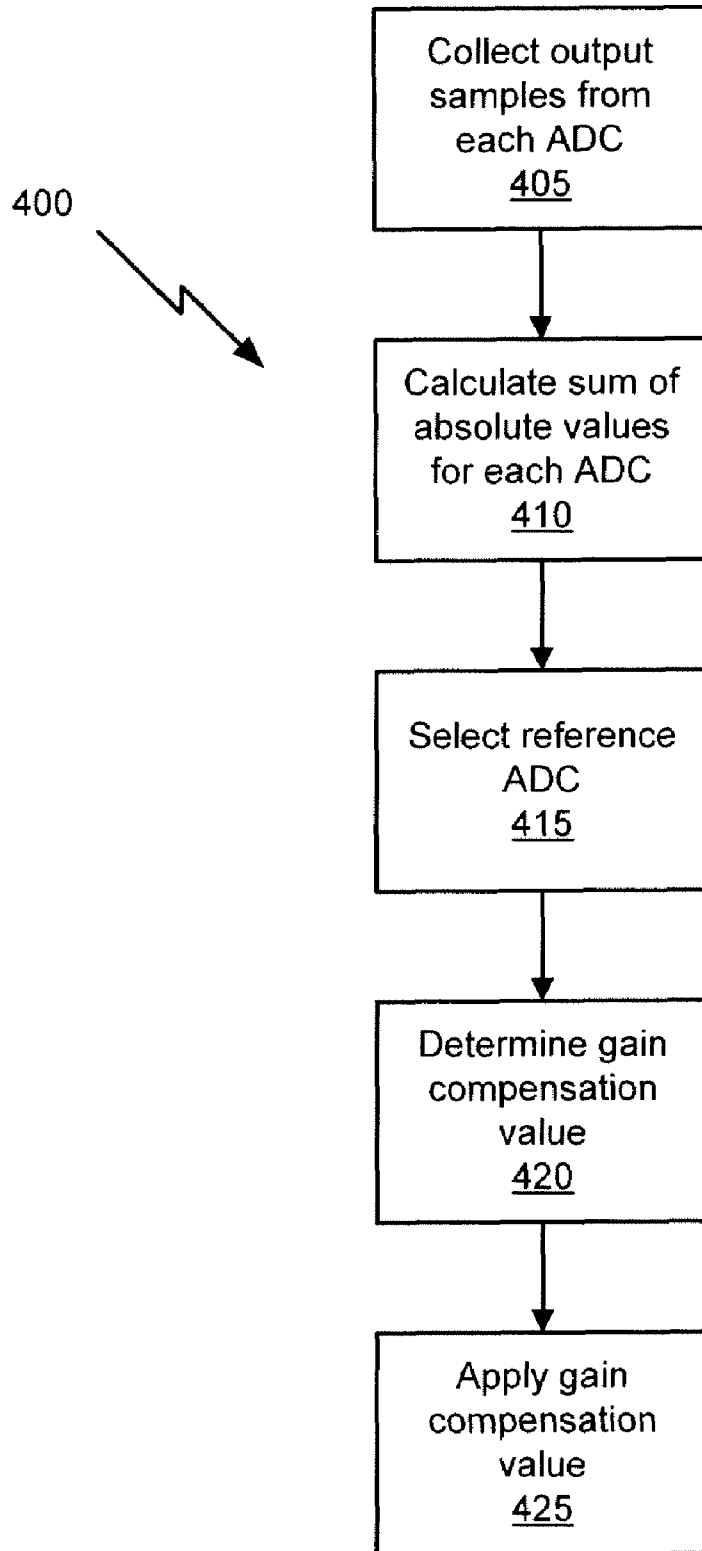 Collect output
samples from
each ADC
405
400
Calculate sum of
absolute values
for each ADC
410
Select reference
ADC
415
Determine gain
compensation
value
420
Apply gain
compensation
value
425